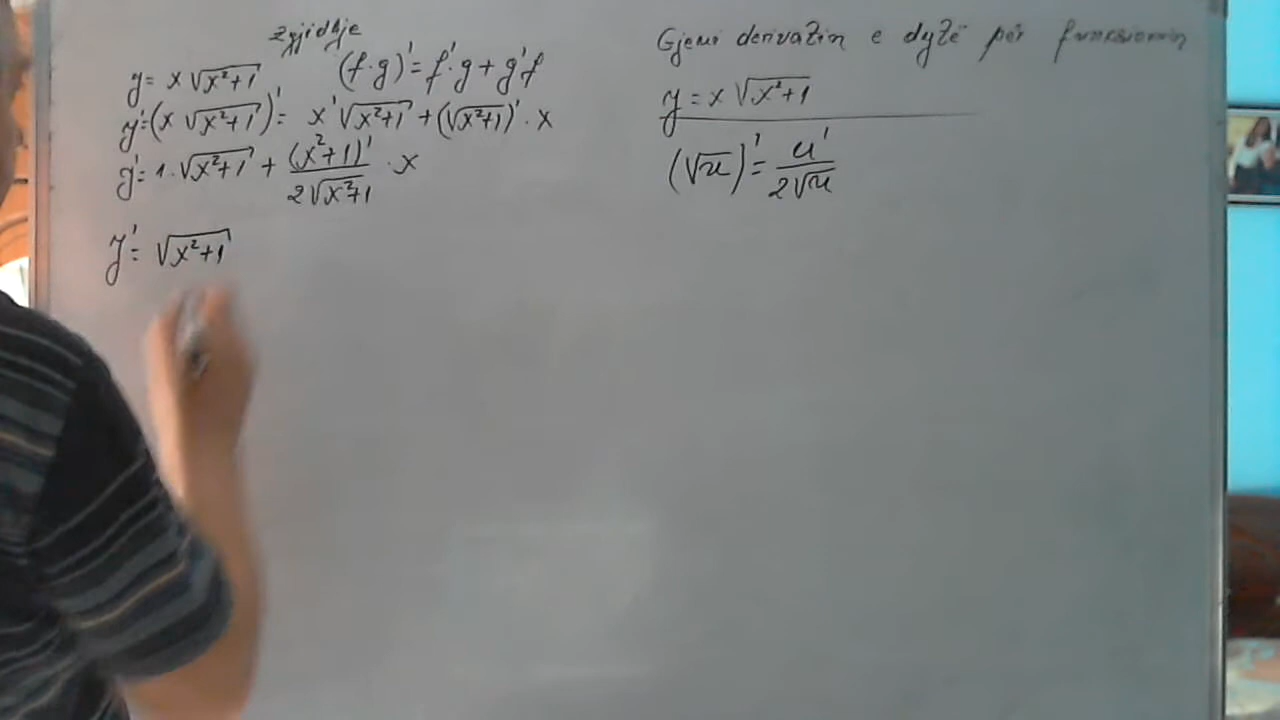 zgjidhje
y = x √(x²+1)    (f·g)' = f'·g + g'f
y' = (x √(x²+1))' = x' √(x²+1) + (√(x²+1))' · x
y' = 1·√(x²+1) + (x²+1)' / 2√(x²+1) · x
y' = √(x²+1)
Gjeni derivatin e dytë për funksionin
y = x √(x²+1)
(√u)' = u' / 2√u